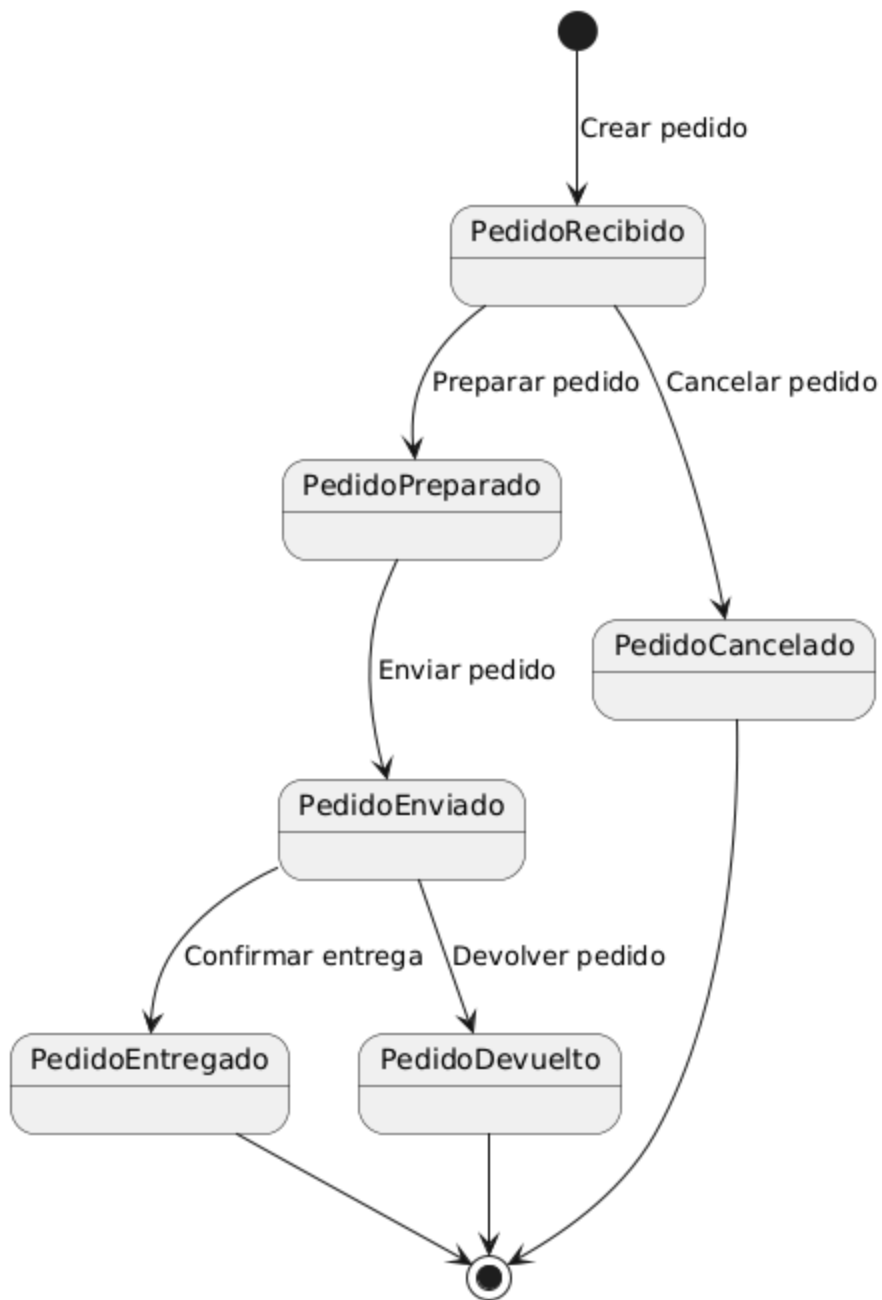 Crear pedido
PedidoRecibido
Preparar pedido
Cancelar pedido
PedidoPreparado
PedidoCancelado
Enviar pedido
PedidoEnviado
Confirmar entrega
Devolver pedido
PedidoEntregado
PedidoDevuelto